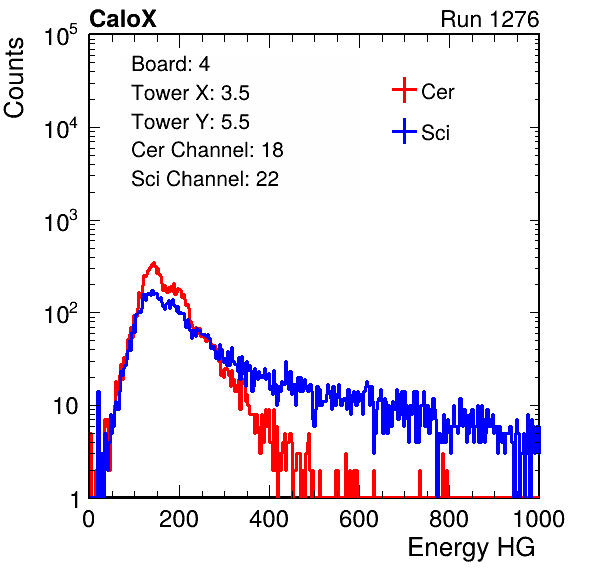 CaloX Run 1276
Counts
Board: 4
Tower X: 3.5
Tower Y: 5.5
Cer Channel: 18
Sci Channel: 22
Cer
Sci
10^5
10^4
10^3
10^2
10
1
0 200 400 600 800 1000
Energy HG